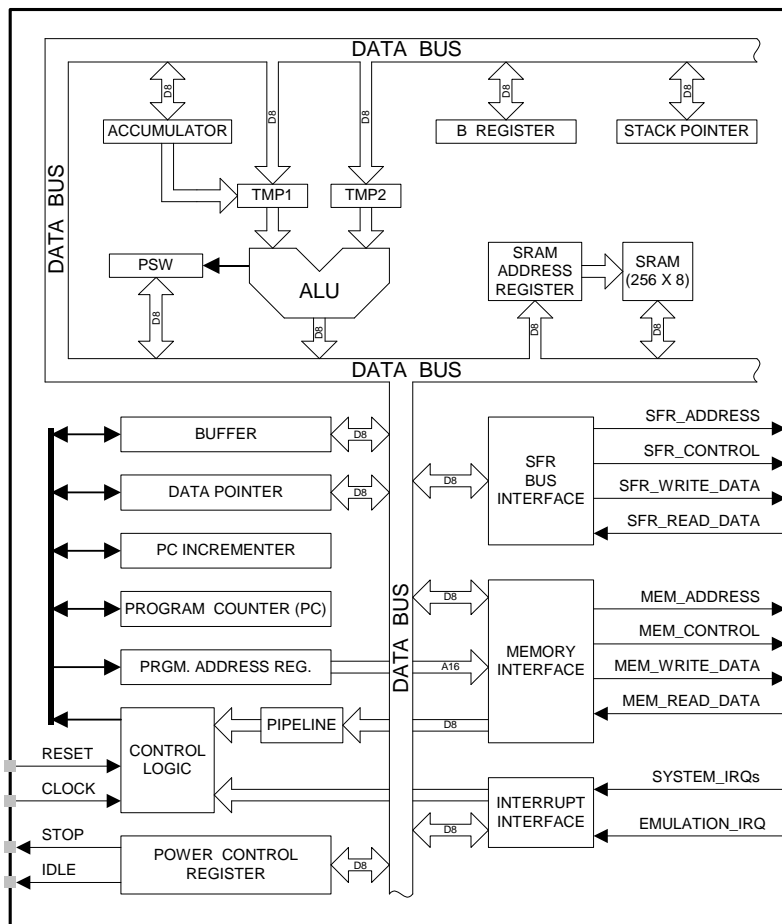 DATA BUS
D8
D8
D8
D8
D8
ACCUMULATOR
B REGISTER
STACK POINTER
DATA BUS
TMP1
TMP2
PSW
ALU
SRAM
ADDRESS
REGISTER
SRAM
(256 X 8)
D8
D8
D8
D8
DATA BUS
BUFFER
D8
DATA POINTER
D8
PC INCREMENTER
PROGRAM COUNTER (PC)
PRGM. ADDRESS REG.
A16
DATA BUS
D8
SFR
BUS
INTERFACE
SFR_ADDRESS
SFR_CONTROL
SFR_WRITE_DATA
SFR_READ_DATA
D8
MEMORY
INTERFACE
MEM_ADDRESS
MEM_CONTROL
MEM_WRITE_DATA
MEM_READ_DATA
PIPELINE
D8
RESET
CLOCK
CONTROL
LOGIC
INTERRUPT
INTERFACE
SYSTEM_IRQs
EMULATION_IRQ
D8
STOP
IDLE
POWER CONTROL
REGISTER
D8